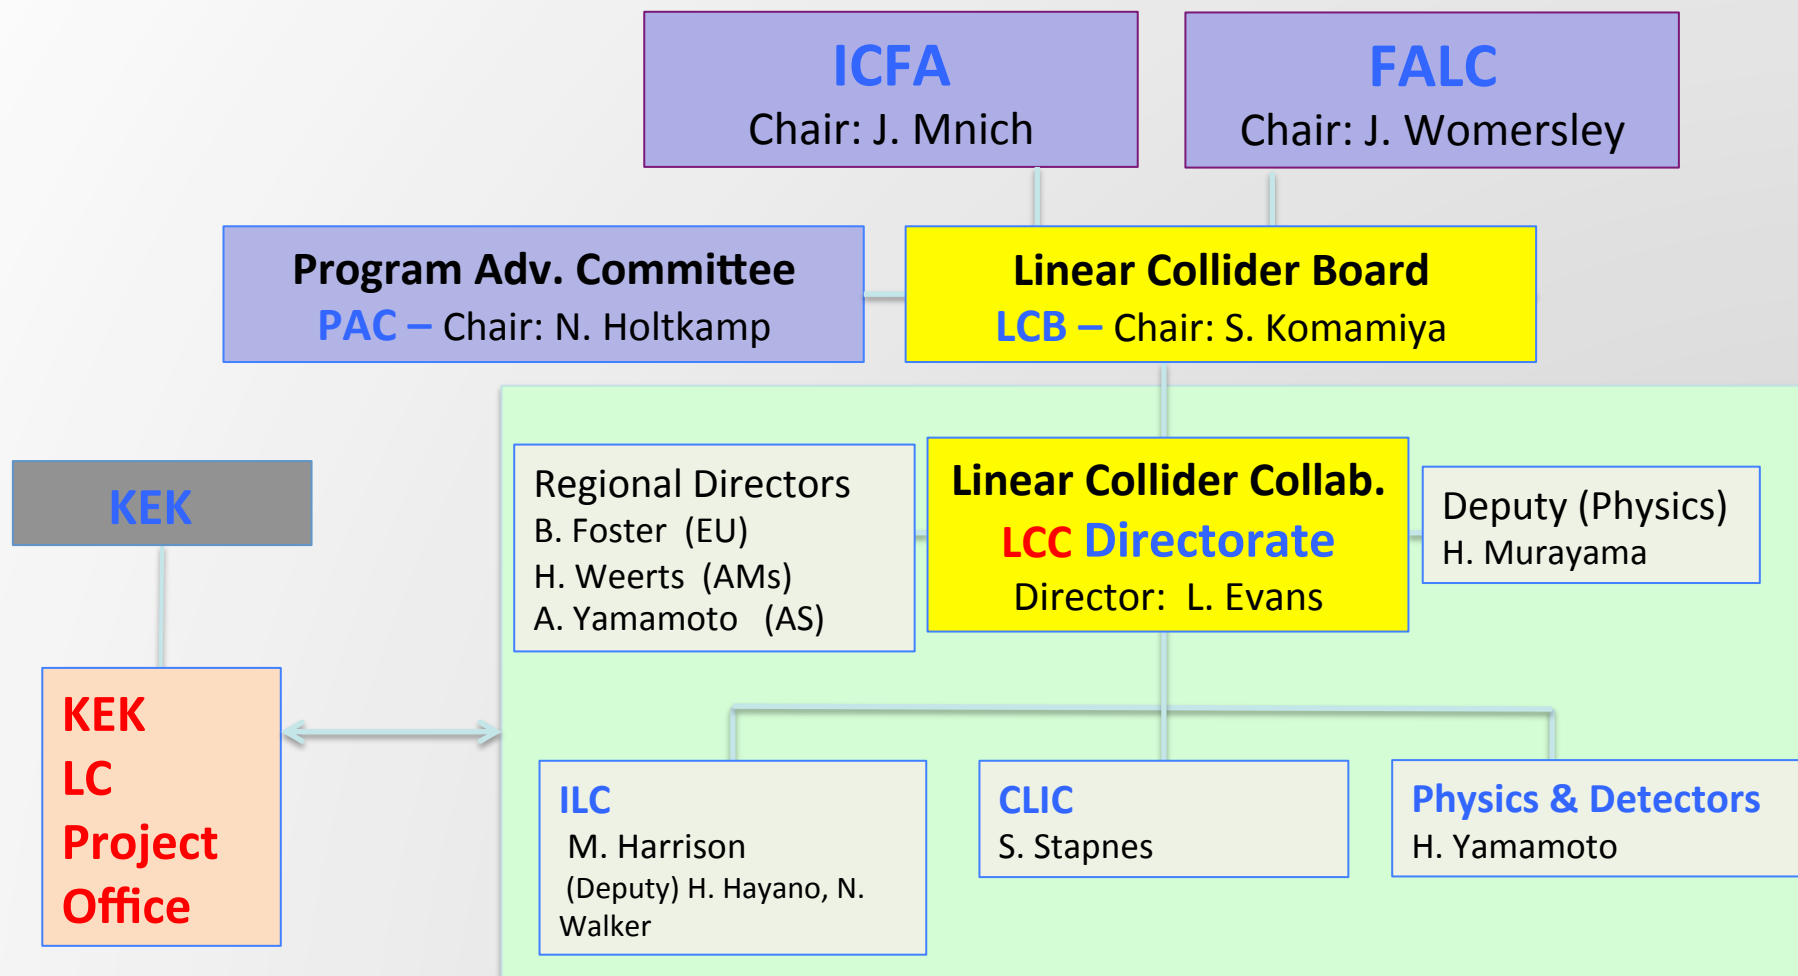 ICFA
Chair: J. Mnich
FALC
Chair: J. Womersley
Program Adv. Committee
PAC – Chair: N. Holtkamp
Linear Collider Board
LCB – Chair: S. Komamiya
KEK
KEK
LC
Project
Office
Regional Directors
B. Foster (EU)
H. Weerts (AMs)
A. Yamamoto (AS)
Linear Collider Collab.
LCC Directorate
Director: L. Evans
Deputy (Physics)
H. Murayama
ILC
M. Harrison
(Deputy) H. Hayano, N.
Walker
CLIC
S. Stapnes
Physics & Detectors
H. Yamamoto